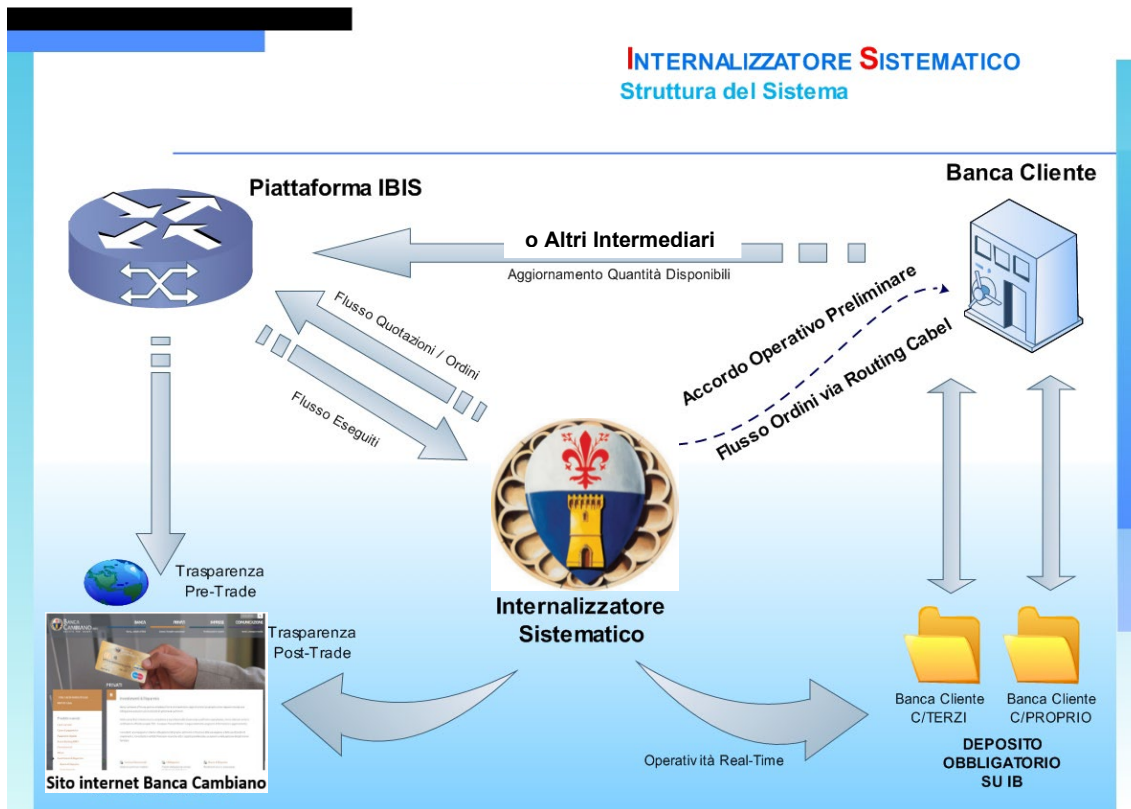 INTERNALIZZATORE SISTEMATICO
Struttura del Sistema
Piattaforma IBIS
Banca Cliente
o Altri Intermediari
Aggiornamento Quantità Disponibili
Flusso Quotazioni / Ordini
Flusso Eseguiti
Accordo Operativo Preliminare
Flusso Ordini via Routing Cabel
Trasparenza
Pre-Trade
Internalizzatore
Sistematico
Trasparenza
Post-Trade
BANCA
CAMBIANO
Sito internet Banca Cambiano
Operatività Real-Time
Banca Cliente
C/TERZI
Banca Cliente
C/PROPRIO
DEPOSITO
OBBLIGATORIO
SU IB